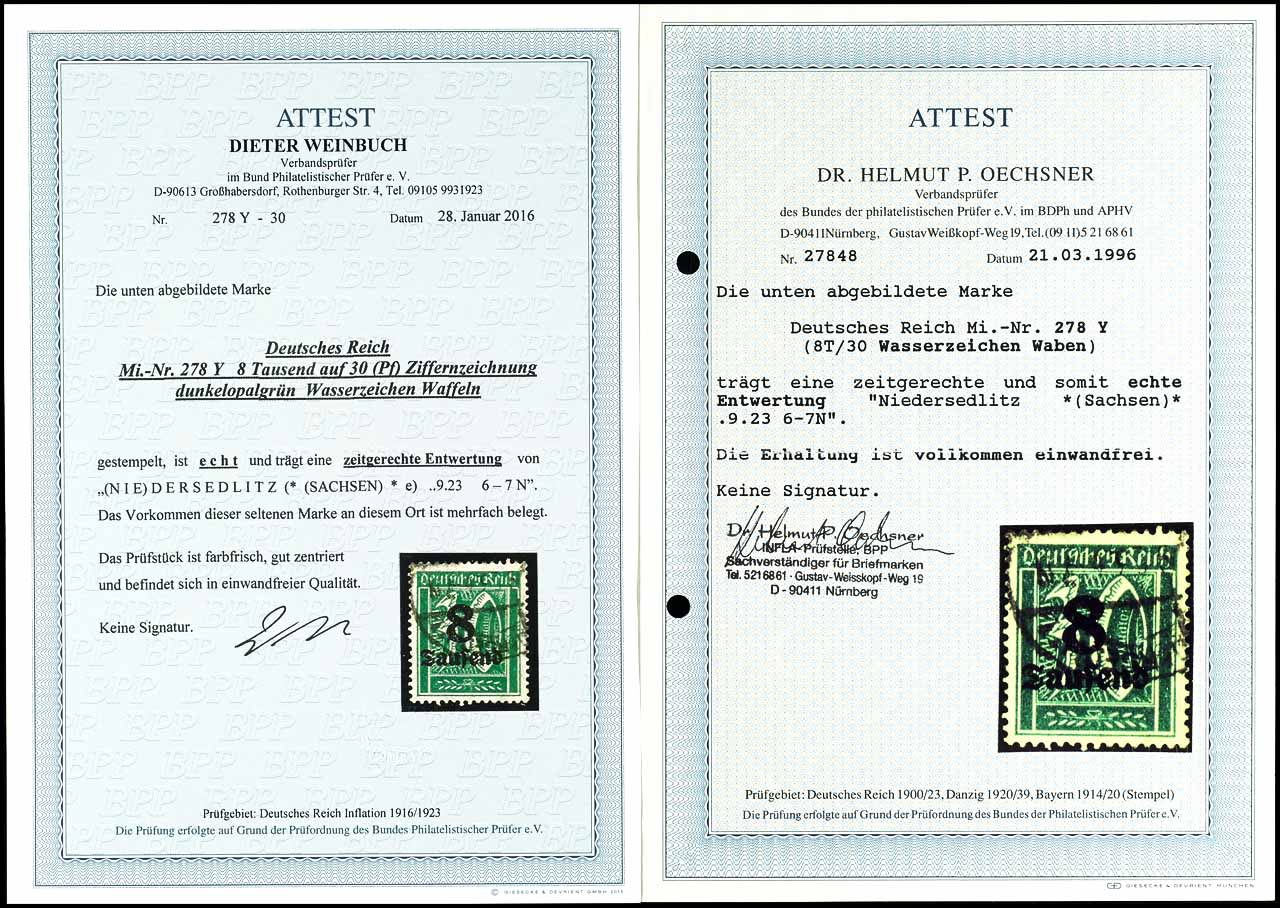 ATTEST
DIETER WEINBUCH
Verbandsprüfer
im Bund Philatelistischer Prüfer e. V.
D-90613 Großhabersdorf, Rothenburger Str. 4, Tel. 09105 9931923
Nr. 278 Y - 30 Datum 28. Januar 2016
Die unten abgebildete Marke
Deutsches Reich
Mi.-Nr. 278 Y 8 Tausend auf 30 (Pf) Ziffernzeichnung
dunkelopalgrün Wasserzeichen Waffeln
gestempelt, ist e c h t und trägt eine zeitgerechte Entwertung von
„(N I E) D E R S E D L I T Z (* (SACHSEN) * e) ..9.23 6 – 7 N".
Das Vorkommen dieser seltenen Marke an diesem Ort ist mehrfach belegt.
Das Prüfstück ist farbfrisch, gut zentriert
und befindet sich in einwandfreier Qualität.
Keine Signatur.
Deutsches Reich
8
Tausend
Prüfgebiet: Deutsches Reich Inflation 1916/1923
Die Prüfung erfolgte auf Grund der Prüfordnung des Bundes Philatelistischer Prüfer e.V.
© GIESECKE & DEVRIENT GMBH
ATTEST
DR. HELMUT P. OECHSNER
Verbandsprüfer
des Bundes der philatelistischen Prüfer e.V. im BDPh und APHV
D-90411Nürnberg, GustavWeißkopf-Weg19,Tel.(09 11)5 21 68 61
Nr. 27848 Datum 21.03.1996
Die unten abgebildete Marke
Deutsches Reich Mi.-Nr. 278 Y
(8T/30 Wasserzeichen Waben)
trägt eine zeitgerechte und somit echte
Entwertung "Niedersedlitz *(Sachsen)*
.9.23 6-7N".
Die Erhaltung ist vollkommen einwandfrei.
Keine Signatur.
Dr. Helmut P. Oechsner
INFLA-Prüfstelle, BPP
Sachverständiger für Briefmarken
Tel. 5216861 · Gustav-Weisskopf-Weg 19
D - 90411 Nürnberg
Deutsches Reich
8
Tausend
Prüfgebiet: Deutsches Reich 1900/23, Danzig 1920/39, Bayern 1914/20 (Stempel)
Die Prüfung erfolgte auf Grund der Prüfordnung des Bundes der Philatelistischen Prüfer e.V.
GIESECKE & DEVRIENT MÜNCHEN